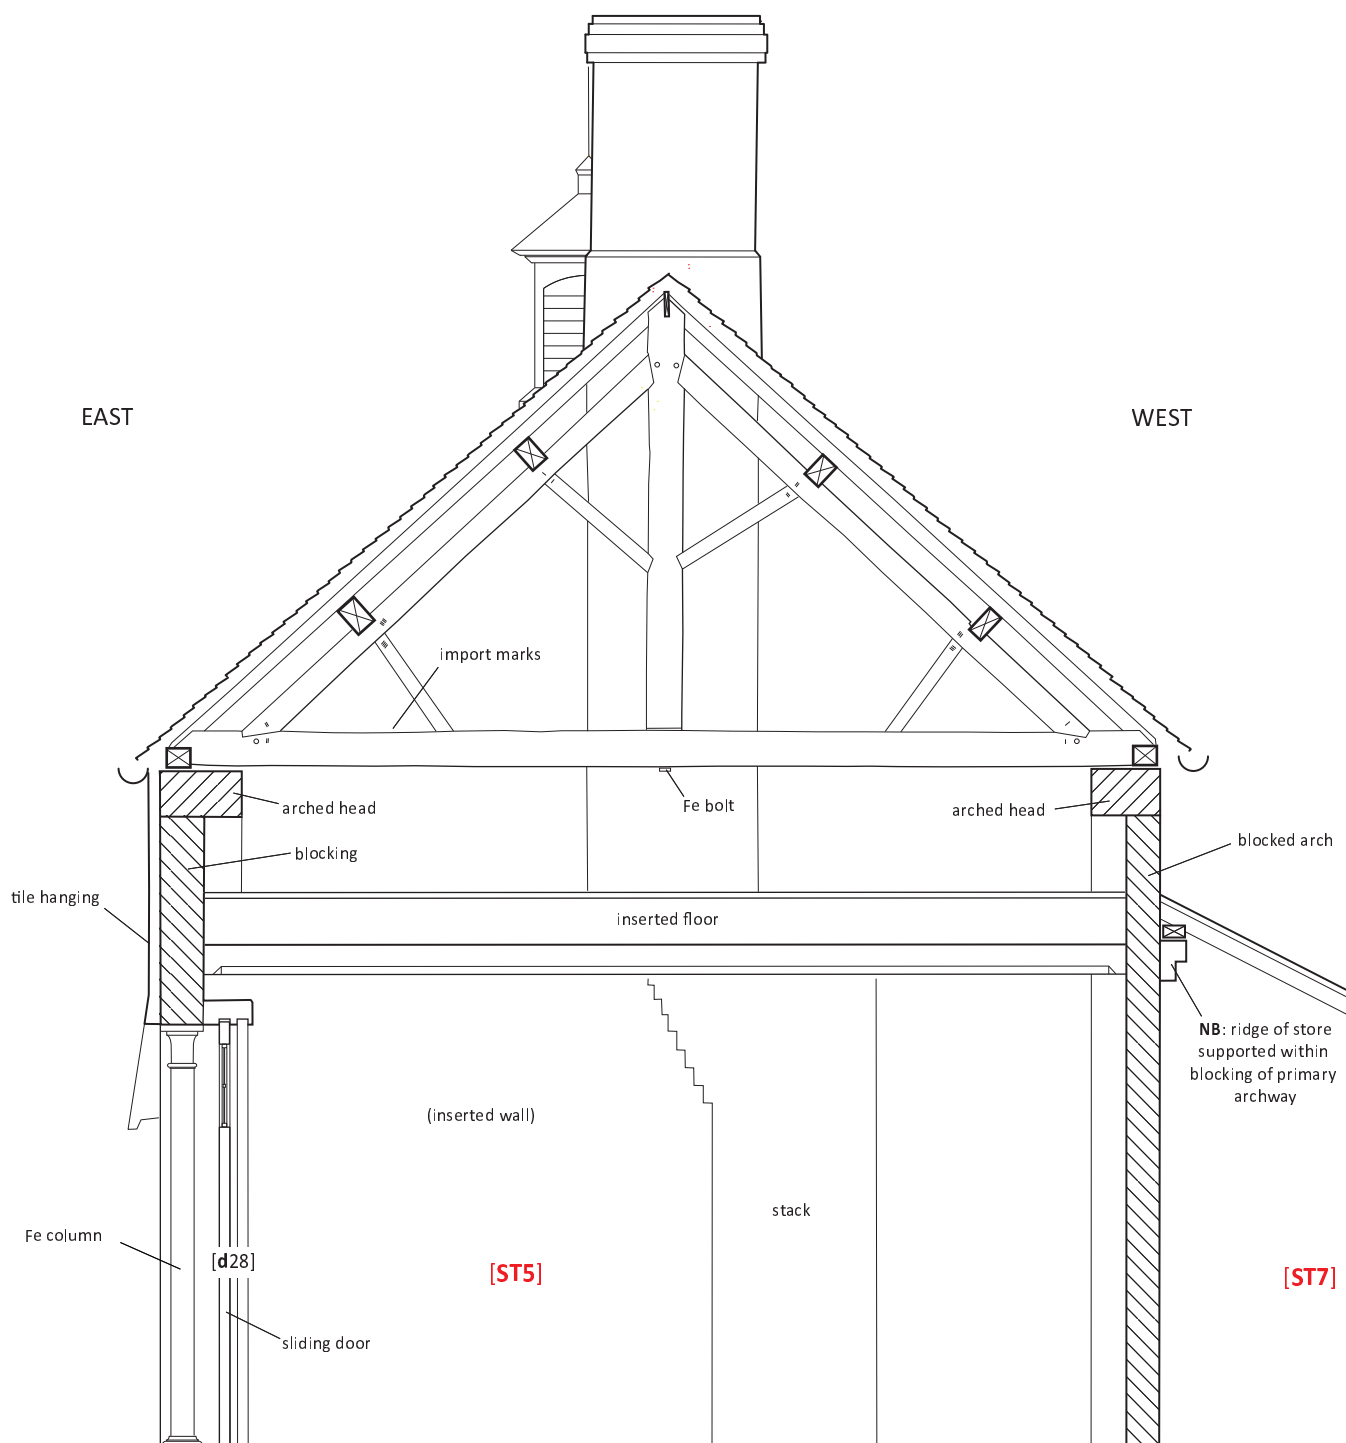 EAST
WEST
import marks
arched head
Fe bolt
arched head
blocking
blocked arch
tile hanging
inserted floor
NB: ridge of store
supported within
blocking of primary
archway
(inserted wall)
stack
Fe column
[d28]
[ST5]
[ST7]
sliding door